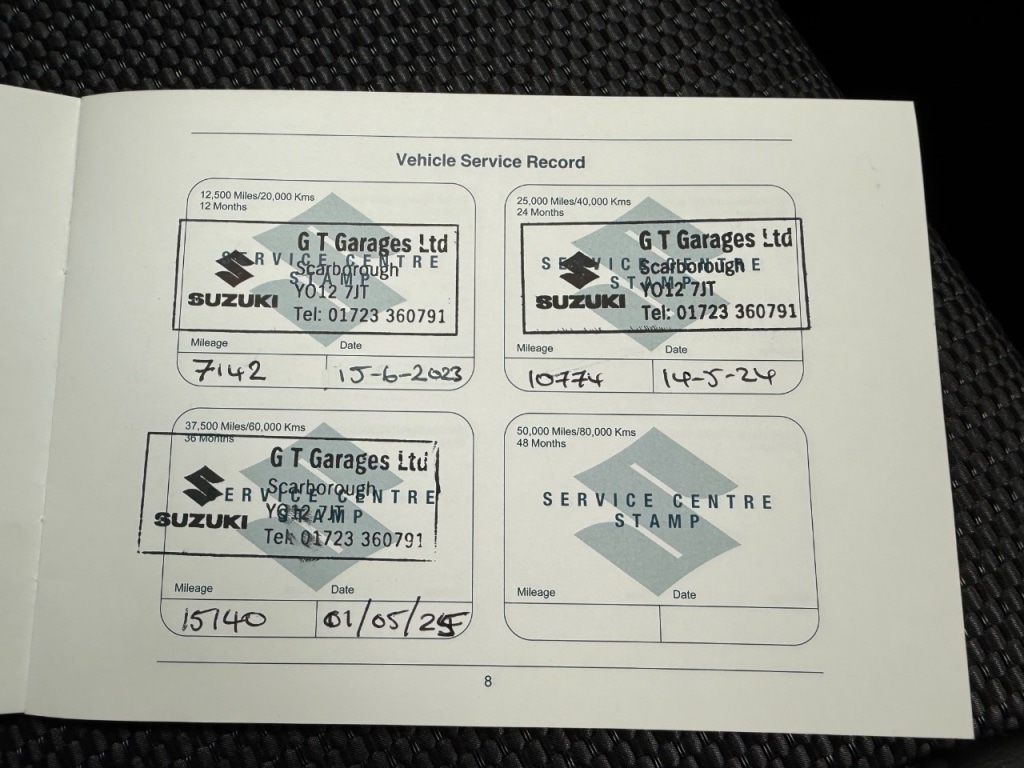 Vehicle Service Record
12,500 Miles/20,000 Kms
12 Months
SERVICE CENTRE
STAMP
G T Garages Ltd
Scarborough
YO12 7JT
Tel: 01723 360791
SUZUKI
Mileage Date
7142 15-6-2023
25,000 Miles/40,000 Kms
24 Months
SERVICE CENTRE
STAMP
G T Garages Ltd
Scarborough
YO12 7JT
Tel: 01723 360791
SUZUKI
Mileage Date
10774 14-5-24
37,500 Miles/60,000 Kms
36 Months
SERVICE CENTRE
STAMP
G T Garages Ltd
Scarborough
YO12 7JT
Tel: 01723 360791
SUZUKI
Mileage Date
15740 01/05/25
50,000 Miles/80,000 Kms
48 Months
SERVICE CENTRE
STAMP
Mileage Date
8